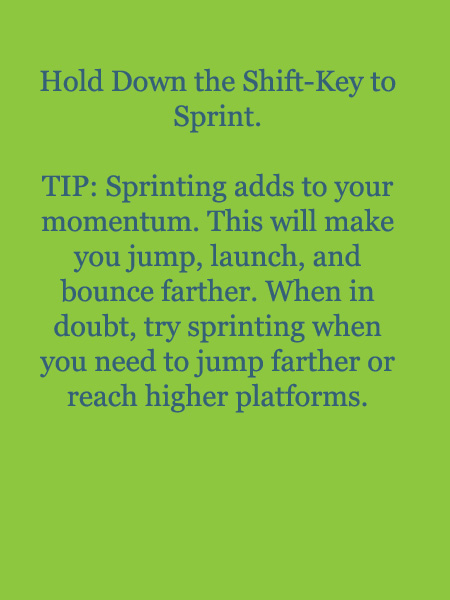 Hold Down the Shift-Key to
Sprint.
TIP: Sprinting adds to your
momentum. This will make
you jump, launch, and
bounce farther. When in
doubt, try sprinting when
you need to jump farther or
reach higher platforms.